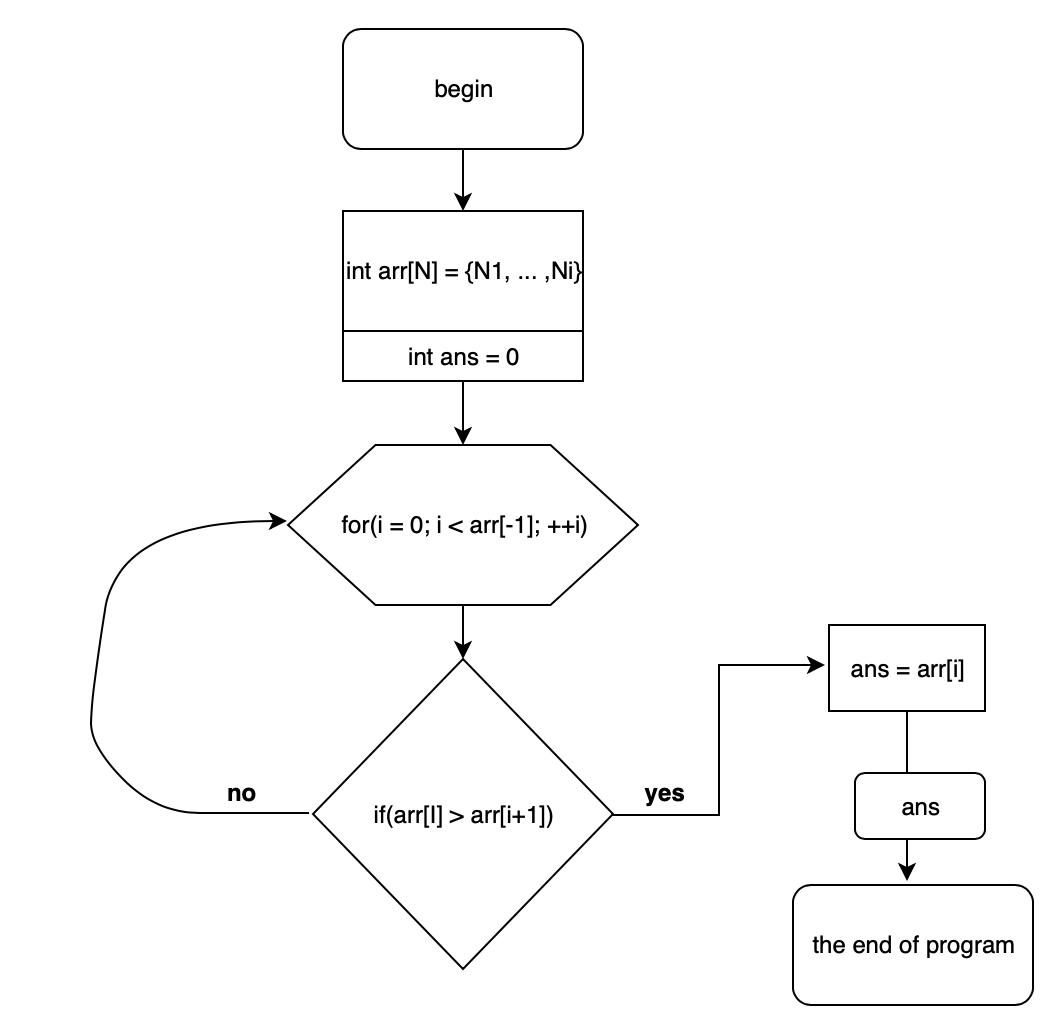 begin
int arr[N] = {N1, ... ,Ni}
int ans = 0
for(i = 0; i < arr[-1]; ++i)
if(arr[I] > arr[i+1])
no
yes
ans = arr[i]
ans
the end of program